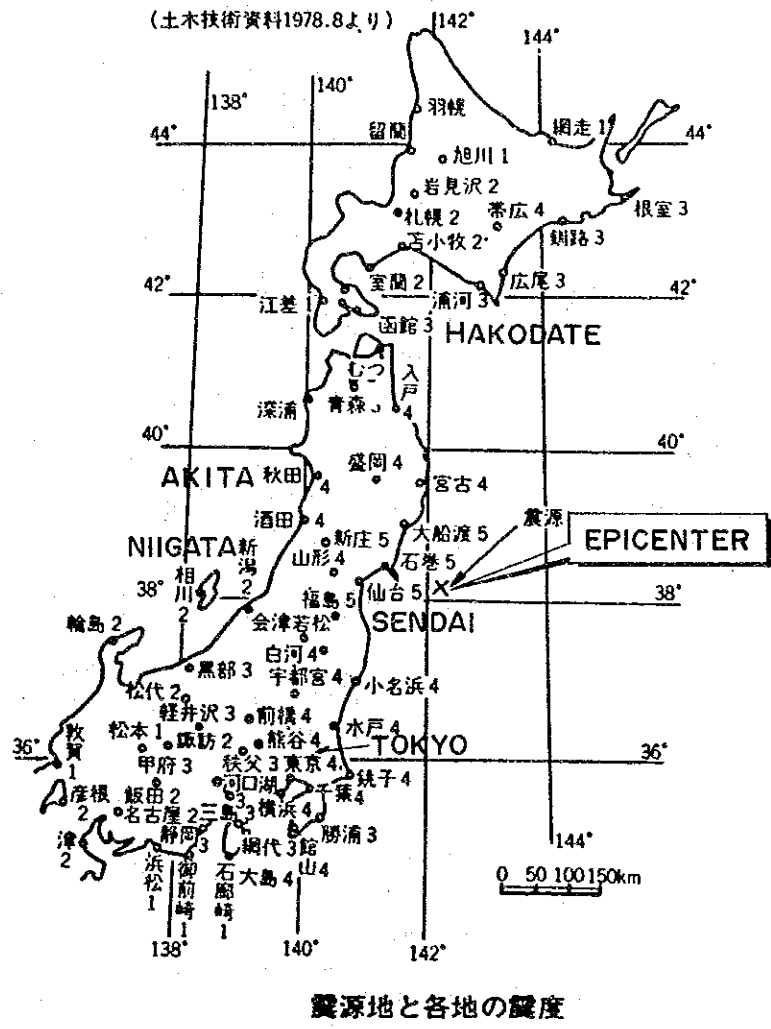 (土木技術資料1978.8より)
142°
144°
140°
138°
羽幌
留萠
網走 1
44°
44°
旭川 1
岩見沢 2
札幌 2
帯広 4
根室 3
苫小牧 2
釧路 3
室蘭 2
広尾 3
42°
浦河 3
42°
江差 1
函館 3
HAKODATE
むつ
八戸 4
深浦
青森
40°
40°
盛岡 4
AKITA
秋田 4
宮古 4
酒田 4
大船渡 5
震源
EPICENTER
新庄 5
NIIGATA
新潟 2
山形 4
石巻 5
相川 2
38°
仙台 5
38°
福島 5
輪島 2
会津若松
SENDAI
白河 4
黒部 3
宇都宮 4
小名浜 4
松代 2
軽井沢 3
前橋 4
水戸 4
松本 1
諏訪 2
熊谷 4
TOKYO
36°
36°
敦賀 1
甲府 3
秩父 3
東京 4
銚子 4
河口湖 3
千葉 4
彦根 2
飯田 2
名古屋 2
三島 3
横浜 4
静岡 3
勝浦 3
津 2
網代 3
館山 4
大島 4
浜松 1
御前崎 1
石廊崎 1
144°
0 50 100 150km
138°
140°
142°
震源地と各地の震度